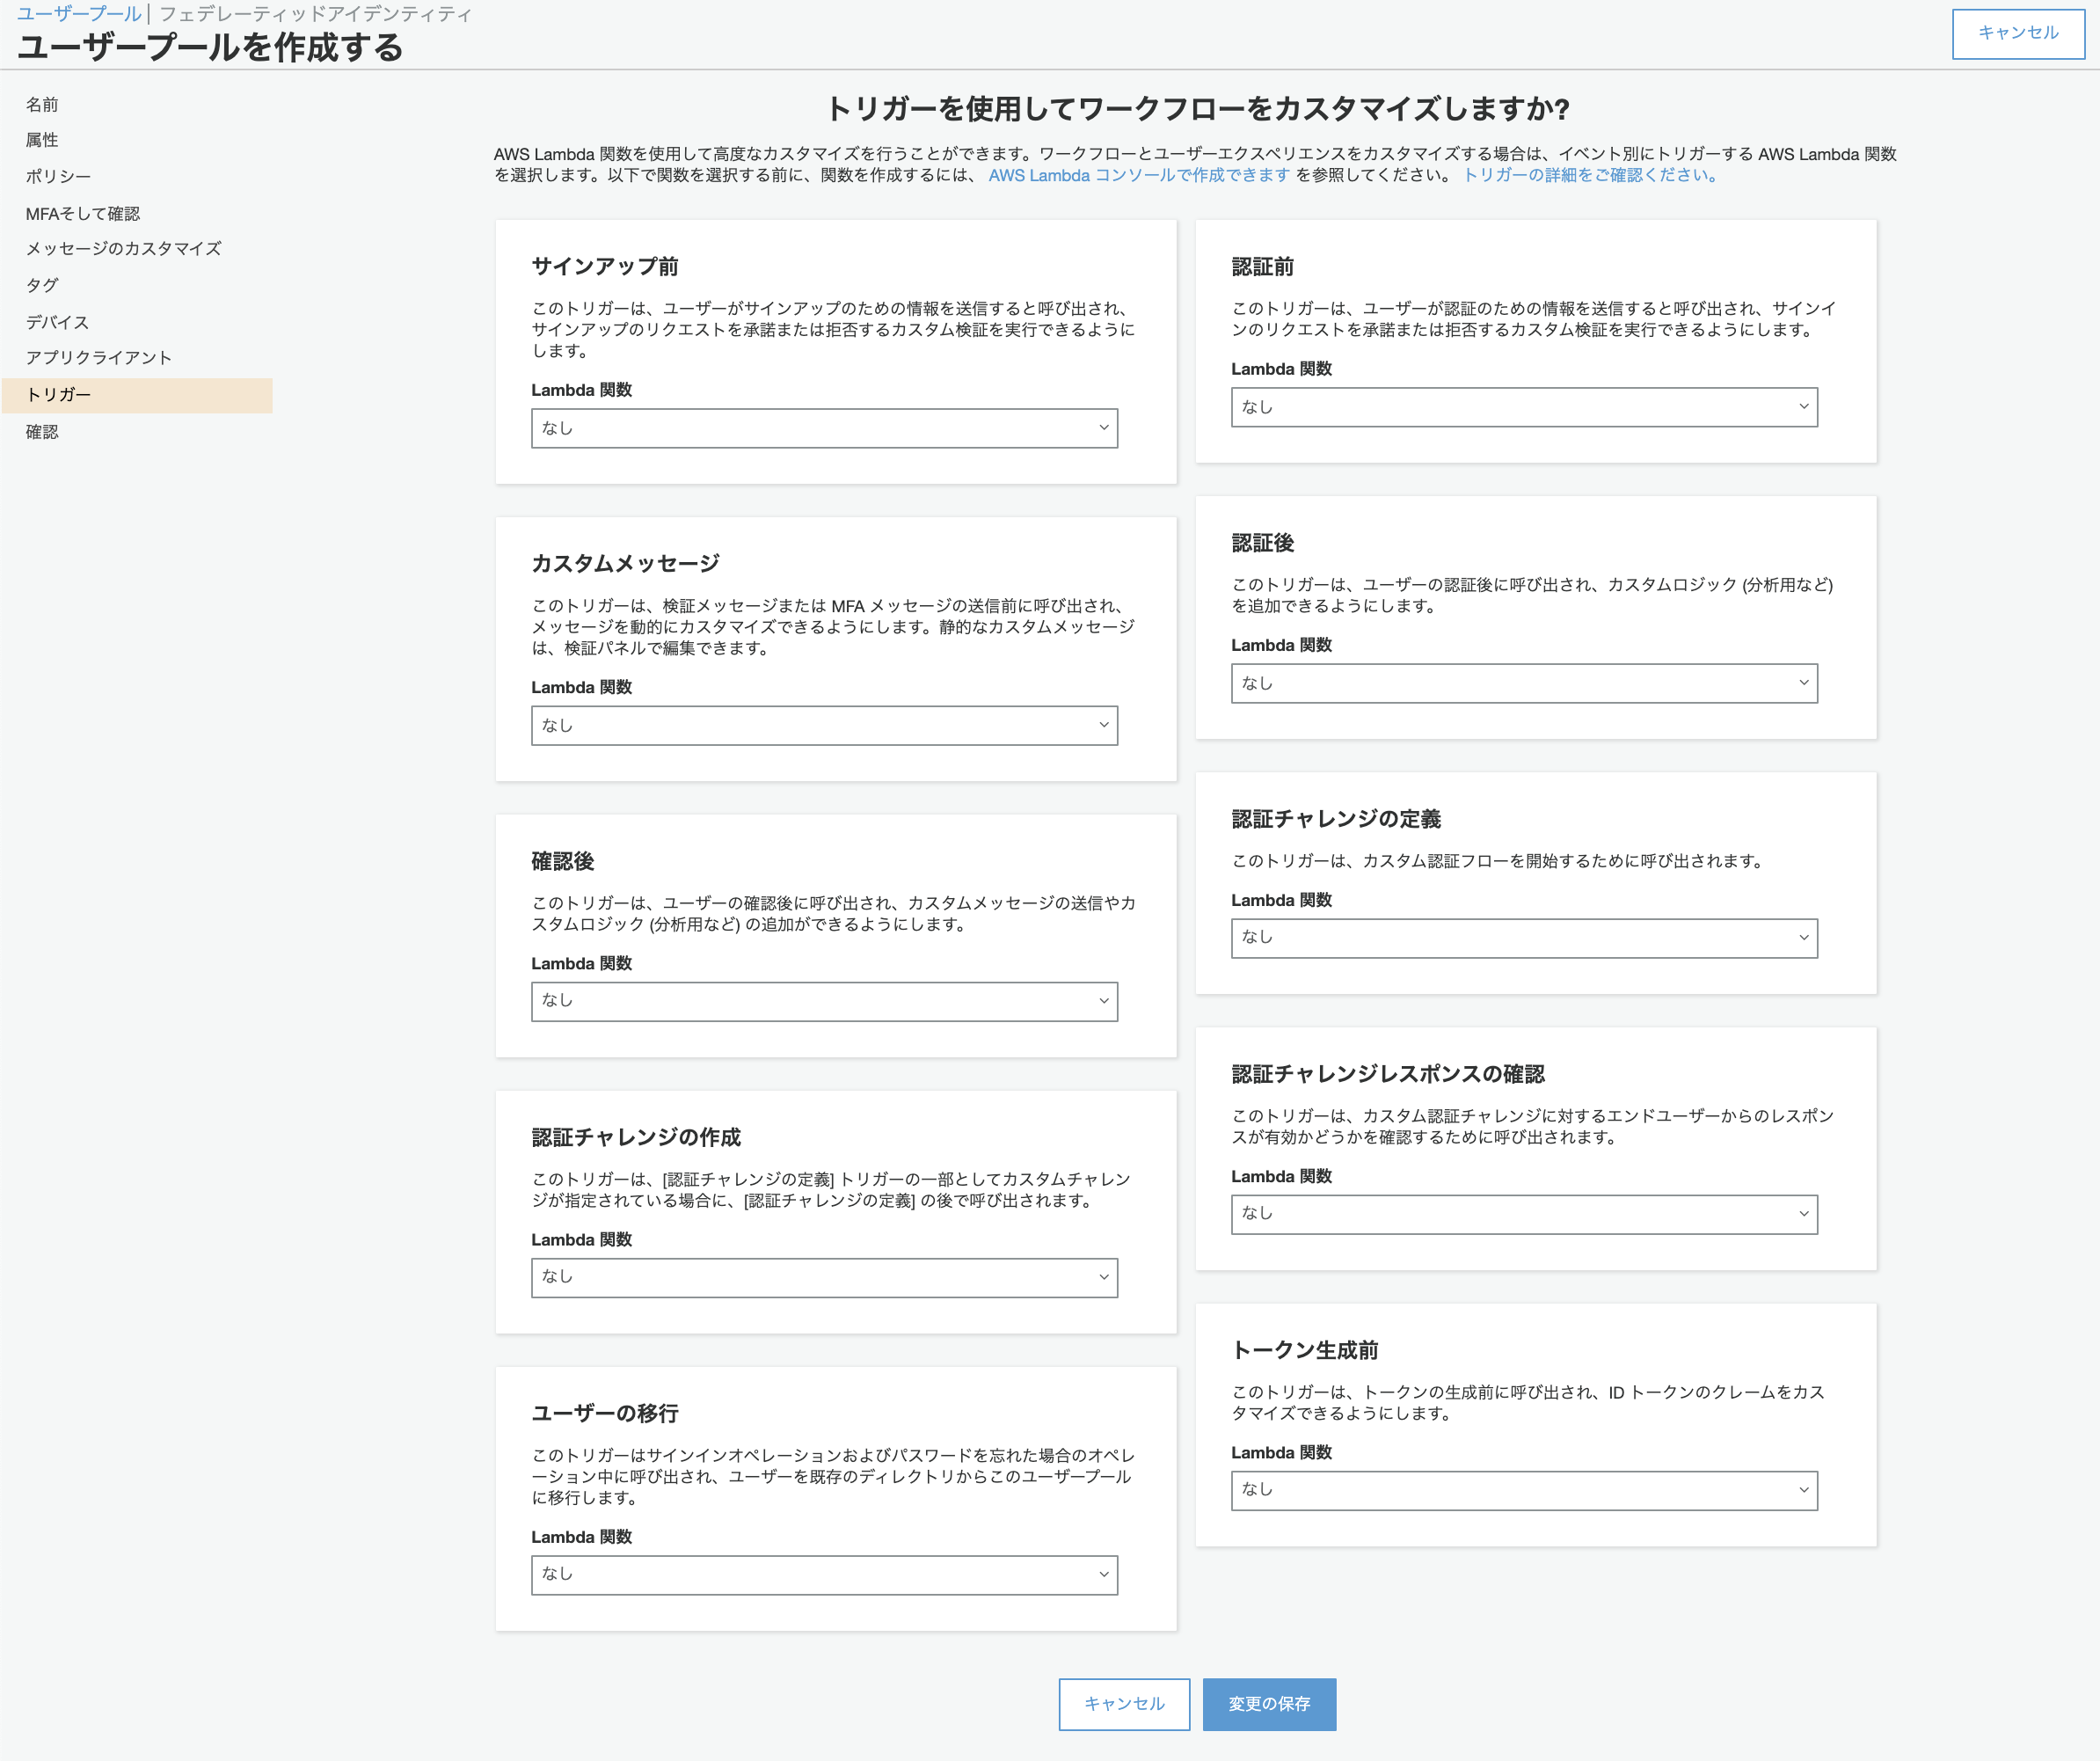 ユーザープール | フェデレーティッドアイデンティティ
ユーザープールを作成する
キャンセル
名前
属性
ポリシー
MFAそして確認
メッセージのカスタマイズ
タグ
デバイス
アプリクライアント
トリガー
確認
トリガーを使用してワークフローをカスタマイズしますか?
AWS Lambda 関数を使用して高度なカスタマイズを行うことができます。ワークフローとユーザーエクスペリエンスをカスタマイズする場合は、イベント別にトリガーする AWS Lambda 関数
を選択します。以下で関数を選択する前に、関数を作成するには、 AWS Lambda コンソールで作成できます を参照してください。 トリガーの詳細をご確認ください。
サインアップ前
このトリガーは、ユーザーがサインアップのための情報を送信すると呼び出され、
サインアップのリクエストを承諾または拒否するカスタム検証を実行できるように
します。
Lambda 関数
なし
カスタムメッセージ
このトリガーは、検証メッセージまたは MFA メッセージの送信前に呼び出され、
メッセージを動的にカスタマイズできるようにします。静的なカスタムメッセージ
は、検証パネルで編集できます。
Lambda 関数
なし
確認後
このトリガーは、ユーザーの確認後に呼び出され、カスタムメッセージの送信やカ
スタムロジック (分析用など) の追加ができるようにします。
Lambda 関数
なし
認証チャレンジの作成
このトリガーは、[認証チャレンジの定義] トリガーの一部としてカスタムチャレン
ジが指定されている場合に、[認証チャレンジの定義] の後で呼び出されます。
Lambda 関数
なし
ユーザーの移行
このトリガーはサインインオペレーションおよびパスワードを忘れた場合のオペレ
ーション中に呼び出され、ユーザーを既存のディレクトリからこのユーザープール
に移行します。
Lambda 関数
なし
認証前
このトリガーは、ユーザーが認証のための情報を送信すると呼び出され、サインイ
ンのリクエストを承諾または拒否するカスタム検証を実行できるようにします。
Lambda 関数
なし
認証後
このトリガーは、ユーザーの認証後に呼び出され、カスタムロジック (分析用など)
を追加できるようにします。
Lambda 関数
なし
認証チャレンジの定義
このトリガーは、カスタム認証フローを開始するために呼び出されます。
Lambda 関数
なし
認証チャレンジレスポンスの確認
このトリガーは、カスタム認証チャレンジに対するエンドユーザーからのレスポン
スが有効かどうかを確認するために呼び出されます。
Lambda 関数
なし
トークン生成前
このトリガーは、トークンの生成前に呼び出され、ID トークンのクレームをカス
タマイズできるようにします。
Lambda 関数
なし
キャンセル
変更の保存